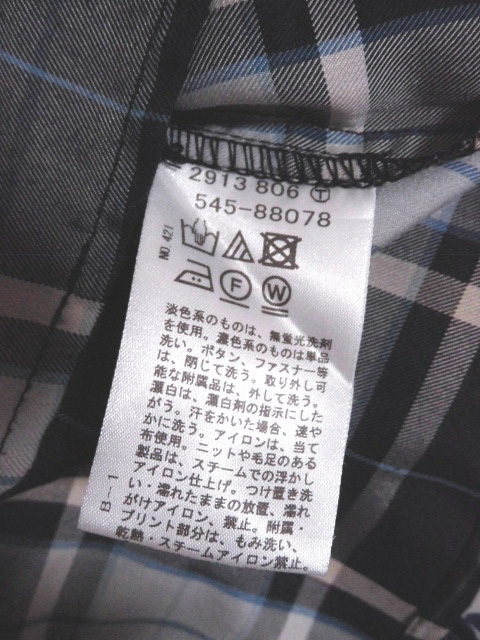 2913 806 Ⓣ
545-88078
NO.421
F W
淡色系のものは、無蛍光洗剤
を使用。濃色系のものは単品
洗い。ボタン、ファスナー等
は、閉じて洗う。取り外し可
能な附属品は、外して洗う。
漂白は、漂白剤の指示にした
がう。汗をかいた場合、速や
かに洗う。アイロンは、当て
布使用。ニットや毛足のある
製品は、スチームでの浮かし
アイロン仕上げ。つけ置き洗
い・濡れたままの放置、濡れ
がけアイロン、禁止。附属・
プリント部分は、もみ洗い、
乾熱・スチームアイロン禁止。
B-1